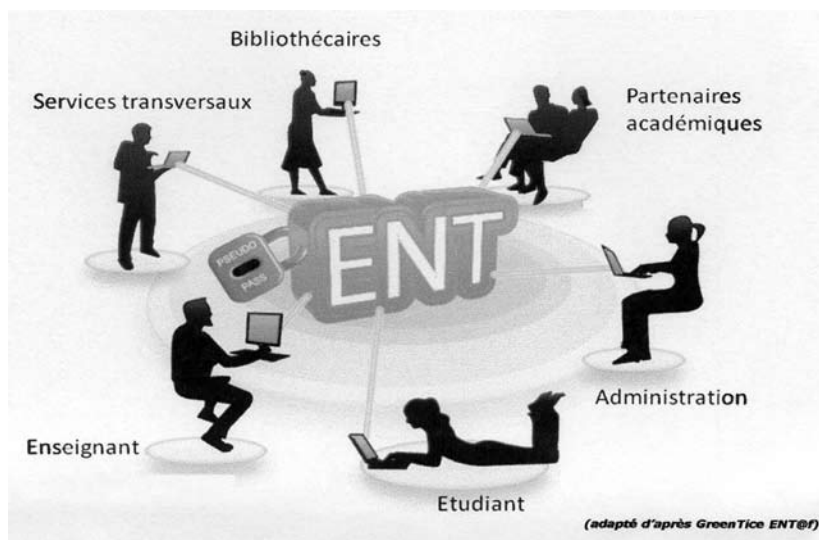 Bibliothécaires
Services transversaux
Partenaires
académiques
PSEUDO
PASS
ENT
Administration
Enseignant
Etudiant
(adapté d'après GreenTice ENT@f)